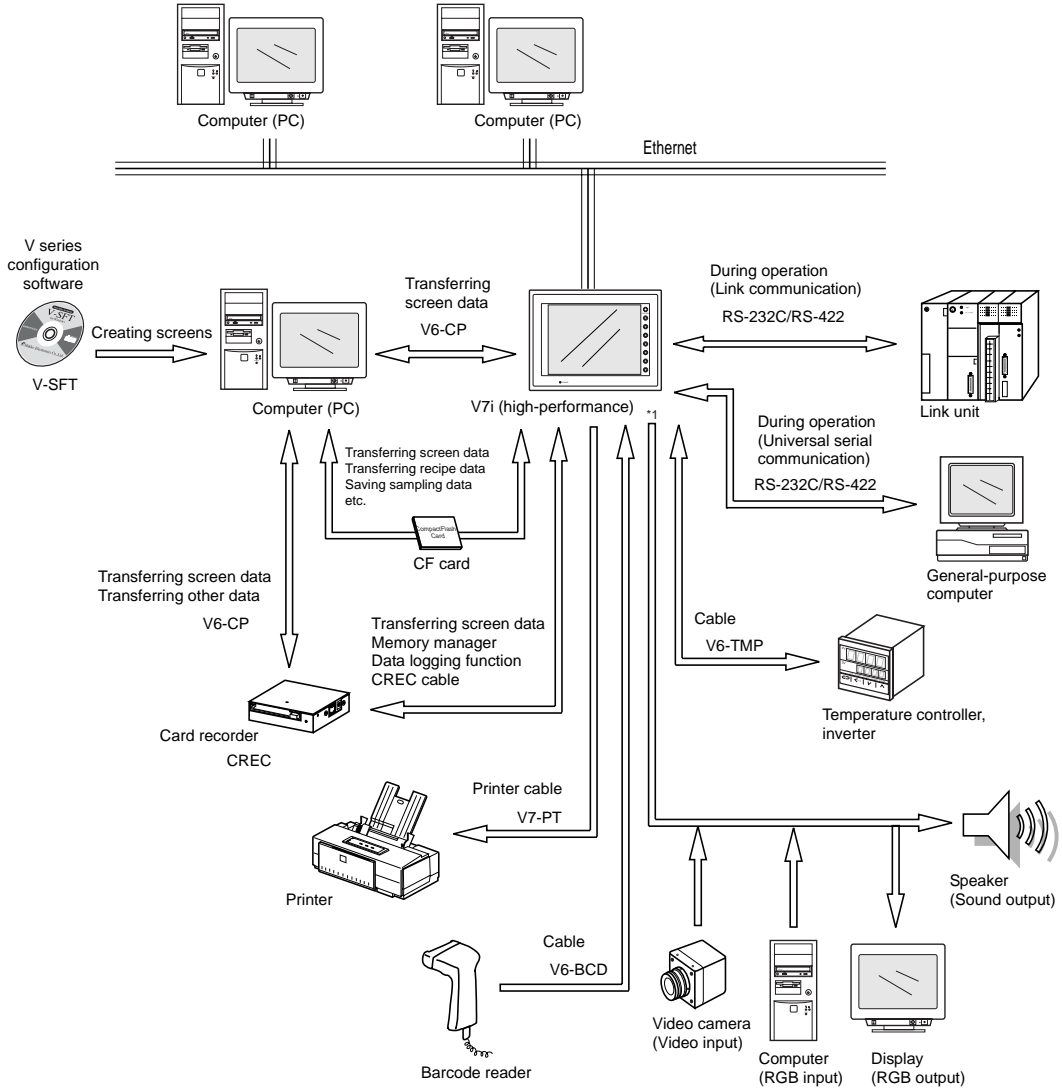 Computer (PC)
Computer (PC)
Ethernet
V series
configuration
software
V-SFT
Creating screens
V-SFT
Computer (PC)
Transferring
screen data
V6-CP
V7i (high-performance)
*1
During operation
(Link communication)
RS-232C/RS-422
Link unit
During operation
(Universal serial
communication)
RS-232C/RS-422
General-purpose
computer
Transferring screen data
Transferring recipe data
Saving sampling data
etc.
CompactFlash
Card
CF card
Transferring screen data
Transferring other data
V6-CP
Transferring screen data
Memory manager
Data logging function
CREC cable
Card recorder
CREC
Cable
V6-TMP
Temperature controller,
inverter
Printer cable
V7-PT
Printer
Cable
V6-BCD
Barcode reader
Video camera
(Video input)
Computer
(RGB input)
Display
(RGB output)
Speaker
(Sound output)